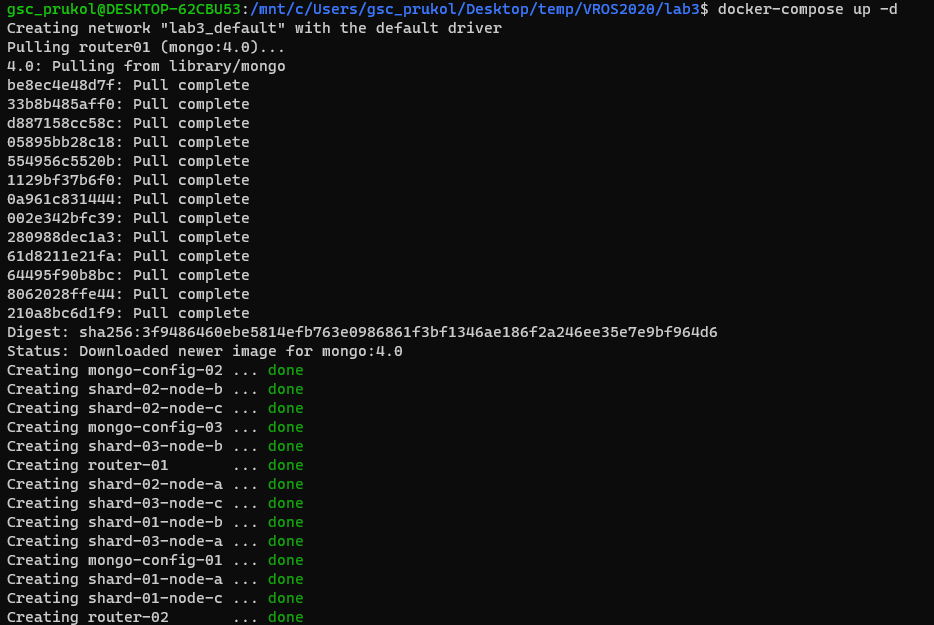 gsc_prukol@DESKTOP-62CBU53:/mnt/c/Users/gsc_prukol/Desktop/temp/VROS2020/lab3$ docker-compose up -d
Creating network "lab3_default" with the default driver
Pulling router01 (mongo:4.0)...
4.0: Pulling from library/mongo
be8ec4e48d7f: Pull complete
33b8b485aff0: Pull complete
d887158cc58c: Pull complete
05895bb28c18: Pull complete
554956c5520b: Pull complete
1129bf37b6f0: Pull complete
0a961c831444: Pull complete
002e342bfc39: Pull complete
280988dec1a3: Pull complete
61d8211e21fa: Pull complete
64495f90b8bc: Pull complete
8062028ffe44: Pull complete
210a8bc6d1f9: Pull complete
Digest: sha256:3f9486460ebe5814efb763e0986861f3bf1346ae186f2a246ee35e7e9bf964d6
Status: Downloaded newer image for mongo:4.0
Creating mongo-config-02 ... done
Creating shard-02-node-b ... done
Creating shard-02-node-c ... done
Creating mongo-config-03 ... done
Creating shard-03-node-b ... done
Creating router-01       ... done
Creating shard-02-node-a ... done
Creating shard-03-node-c ... done
Creating shard-01-node-b ... done
Creating shard-03-node-a ... done
Creating mongo-config-01 ... done
Creating shard-01-node-a ... done
Creating shard-01-node-c ... done
Creating router-02       ... done